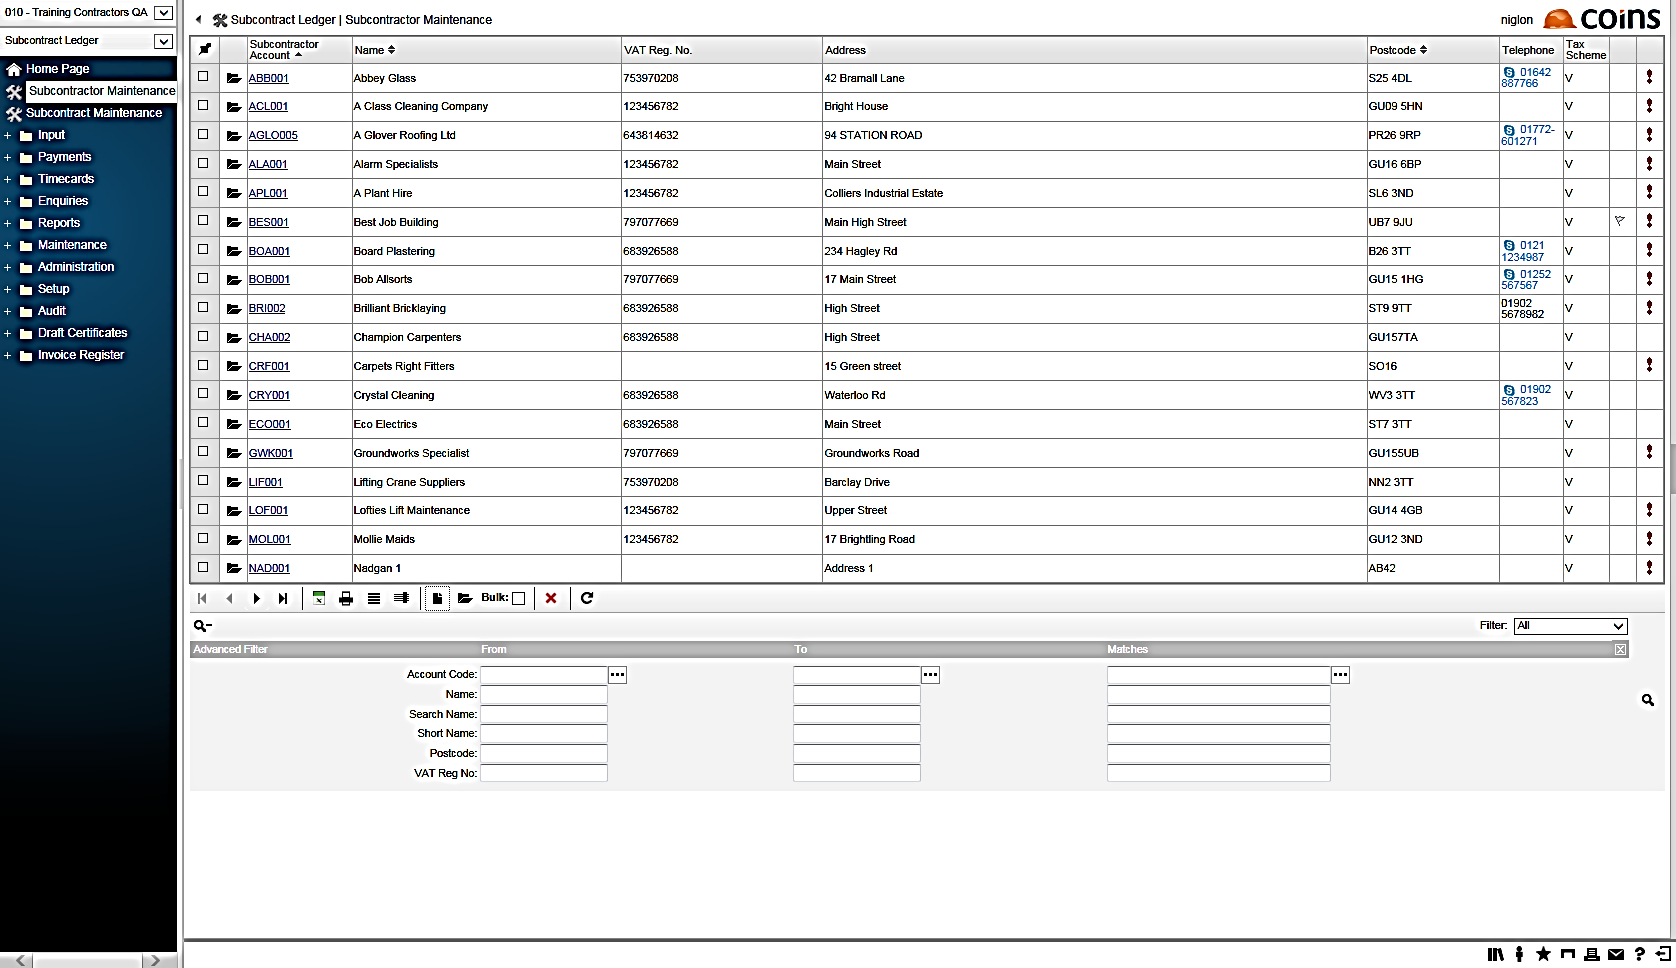 010 - Training Contractors QA
Subcontract Ledger
Home Page
Subcontractor Maintenance
Subcontract Maintenance
+ Input
+ Payments
+ Timecards
+ Enquiries
+ Reports
+ Maintenance
+ Administration
+ Setup
+ Audit
+ Draft Certificates
+ Invoice Register
Subcontract Ledger | Subcontractor Maintenance
niglon coins
Subcontractor Account Name VAT Reg. No. Address Postcode Telephone Tax Scheme
ABB001 Abbey Glass 753970208 42 Bramall Lane S25 4DL 01642 887766 V
ACL001 A Class Cleaning Company 123456782 Bright House GU09 5HN V
AGLO005 A Glover Roofing Ltd 643814632 94 STATION ROAD PR26 9RP 01772-601271 V
ALA001 Alarm Specialists 123456782 Main Street GU16 6BP V
APL001 A Plant Hire 123456782 Colliers Industrial Estate SL6 3ND V
BES001 Best Job Building 797077669 Main High Street UB7 9JU V
BOA001 Board Plastering 683926588 234 Hagley Rd B26 3TT 0121 1234987 V
BOB001 Bob Allsorts 797077669 17 Main Street GU15 1HG 01252 567567 V
BRI002 Brilliant Bricklaying 683926588 High Street ST9 9TT 01902 5678982 V
CHA002 Champion Carpenters 683926588 High Street GU157TA V
CRF001 Carpets Right Fitters 15 Green street SO16 V
CRY001 Crystal Cleaning 683926588 Waterloo Rd WV3 3TT 01902 567823 V
ECO001 Eco Electrics 683926588 Main Street ST7 3TT V
GWK001 Groundworks Specialist 797077669 Groundworks Road GU155UB V
LIF001 Lifting Crane Suppliers 753970208 Barclay Drive NN2 3TT V
LOF001 Lofties Lift Maintenance 123456782 Upper Street GU14 4GB V
MOL001 Mollie Maids 123456782 17 Brightling Road GU12 3ND V
NAD001 Nadgan 1 Address 1 AB42 V
Bulk:
Filter: All
Advanced Filter From To Matches
Account Code:
Name:
Search Name:
Short Name:
Postcode:
VAT Reg No: